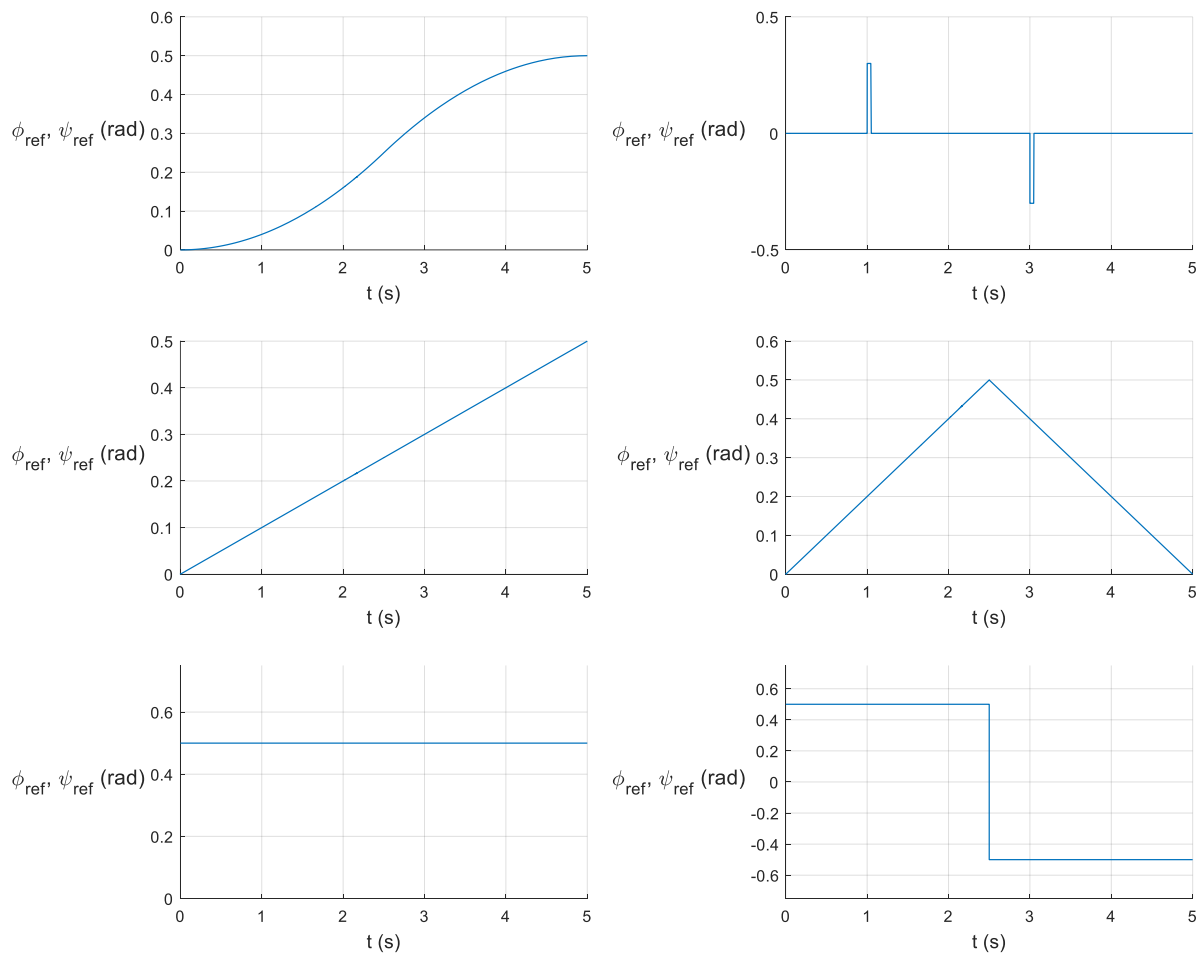 0.6
0.5
0.4
ϕref, ψref (rad) 0.3
0.2
0.1
0
0 1 2 3 4 5
t (s)
0.5
ϕref, ψref (rad) 0
-0.5
0 1 2 3 4 5
t (s)
0.5
0.4
0.3
ϕref, ψref (rad)
0.2
0.1
0
0 1 2 3 4 5
t (s)
0.6
0.5
0.4
ϕref, ψref (rad) 0.3
0.2
0.1
0
0 1 2 3 4 5
t (s)
0.6
ϕref, ψref (rad) 0.4
0.2
0
0 1 2 3 4 5
t (s)
0.6
0.4
0.2
ϕref, ψref (rad) 0
-0.2
-0.4
-0.6
0 1 2 3 4 5
t (s)